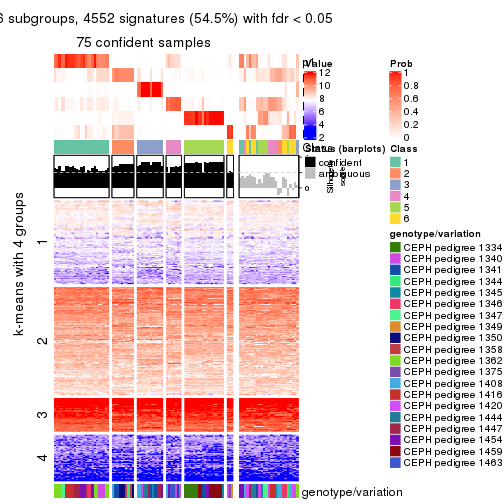 6 subgroups, 4552 signatures (54.5%) with fdr < 0.05
75 confident samples
k-means with 4 groups
1
2
3
4
Value
12
10
8
6
4
2
Status (barplots)
confident
ambiguous
Silhouette
score
0
Prob
1
0.8
0.6
0.4
0.2
0
Class
1
2
3
4
5
6
genotype/variation
CEPH pedigree 1334
CEPH pedigree 1340
CEPH pedigree 1341
CEPH pedigree 1344
CEPH pedigree 1345
CEPH pedigree 1346
CEPH pedigree 1347
CEPH pedigree 1349
CEPH pedigree 1350
CEPH pedigree 1358
CEPH pedigree 1362
CEPH pedigree 1375
CEPH pedigree 1408
CEPH pedigree 1416
CEPH pedigree 1420
CEPH pedigree 1444
CEPH pedigree 1447
CEPH pedigree 1454
CEPH pedigree 1459
CEPH pedigree 1463
genotype/variation